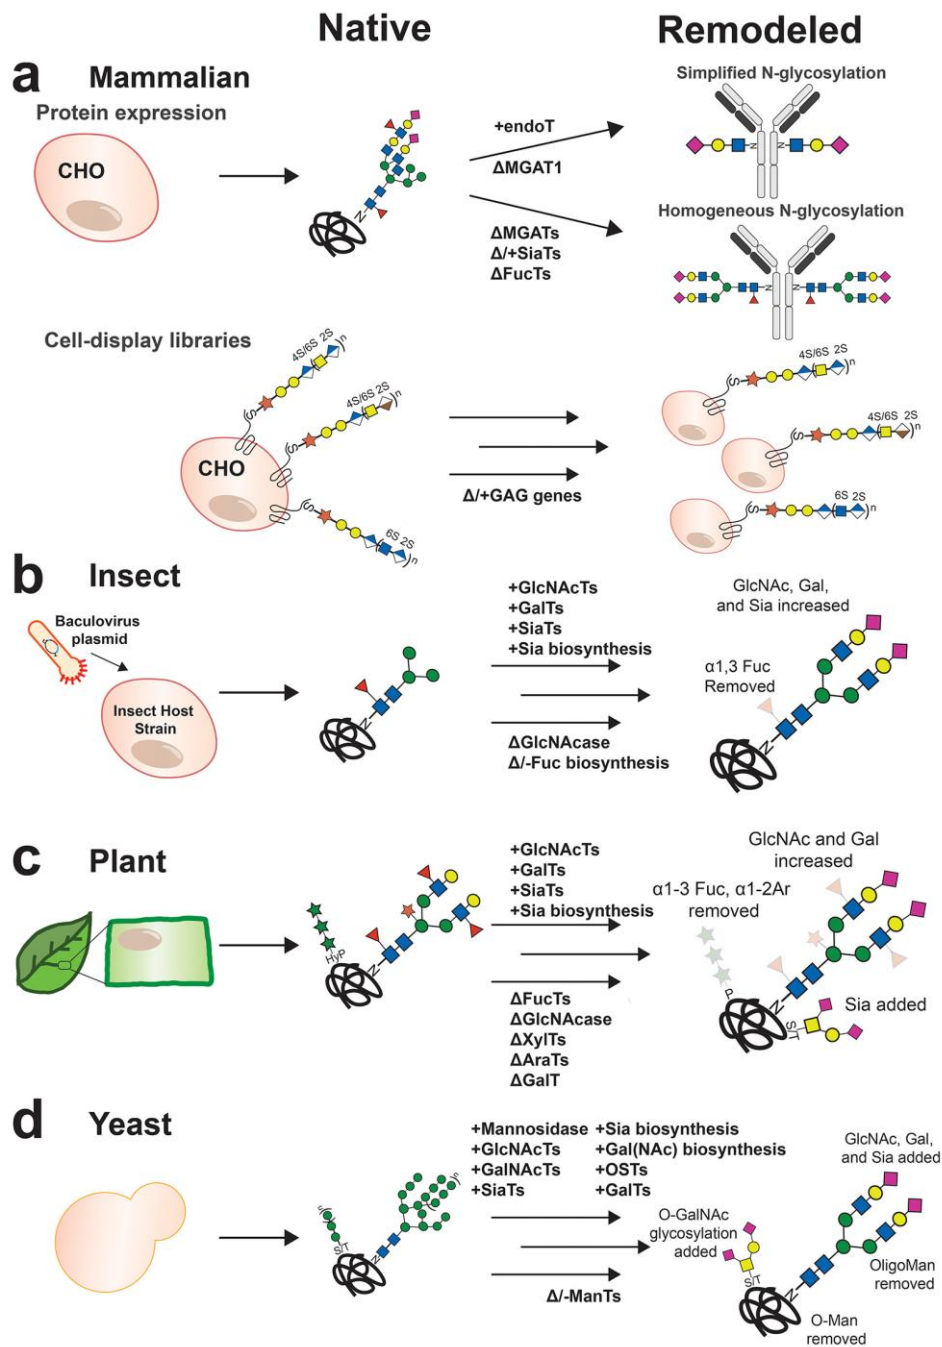 Native
Remodeled
a Mammalian
Protein expression
CHO
N
+endoT
ΔMGAT1
ΔMGATs
Δ/+SiaTs
ΔFucTs
Simplified N-glycosylation
N N
Homogeneous N-glycosylation
N N
Cell-display libraries
CHO
S
4S/6S 2S
n
S
4S/6S 2S
n
S
6S 2S
n
Δ/+GAG genes
S
4S/6S 2S
n
S
4S/6S 2S
n
S
6S 2S
n
b Insect
Baculovirus
plasmid
Insect Host
Strain
N
+GlcNAcTs
+GalTs
+SiaTs
+Sia biosynthesis
ΔGlcNAcase
Δ/-Fuc biosynthesis
GlcNAc, Gal,
and Sia increased
α1,3 Fuc
Removed
N
c Plant
HyP
N
+GlcNAcTs
+GalTs
+SiaTs
+Sia biosynthesis
ΔFucTs
ΔGlcNAcase
ΔXylTs
ΔAraTs
ΔGalT
GlcNAc and Gal
increased
α1-3 Fuc, α1-2Ar
removed
P
N
S/T
Sia added
d Yeast
S/T
N
n
+Mannosidase
+GlcNAcTs
+GalNAcTs
+SiaTs
+Sia biosynthesis
+Gal(NAc) biosynthesis
+OSTs
+GalTs
Δ/-ManTs
GlcNAc, Gal,
and Sia added
O-GalNAc
glycosylation
added
S/T
N
OligoMan
removed
O-Man
removed